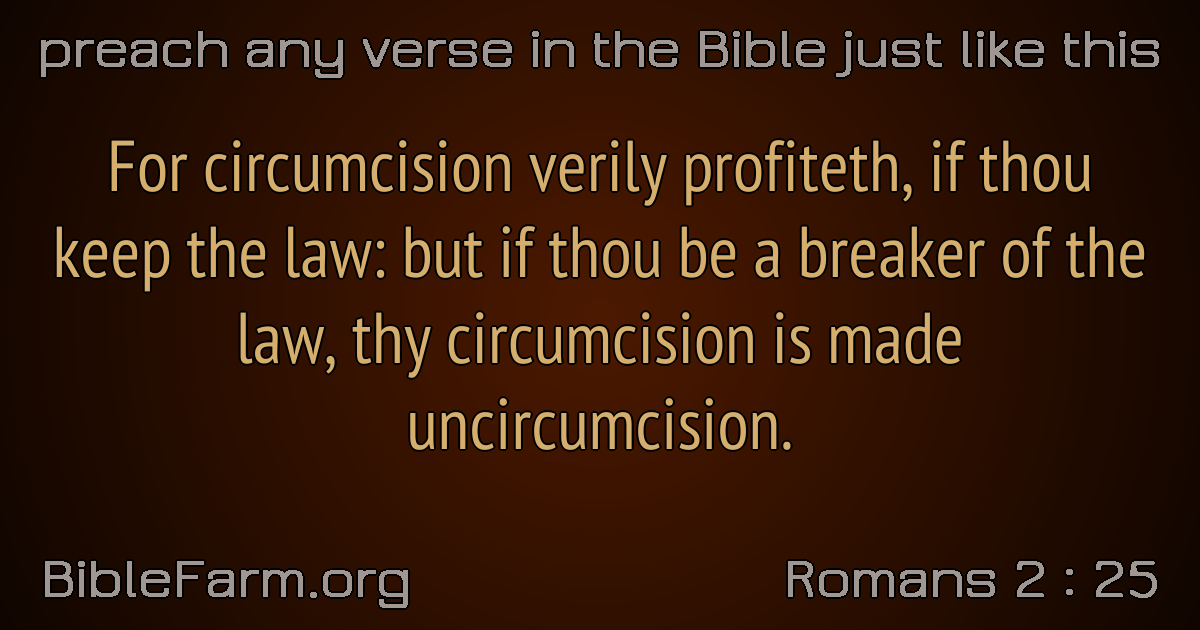 preach any verse in the Bible just like this
For circumcision verily profiteth, if thou
keep the law: but if thou be a breaker of the
law, thy circumcision is made
uncircumcision.
BibleFarm.org
Romans 2 : 25